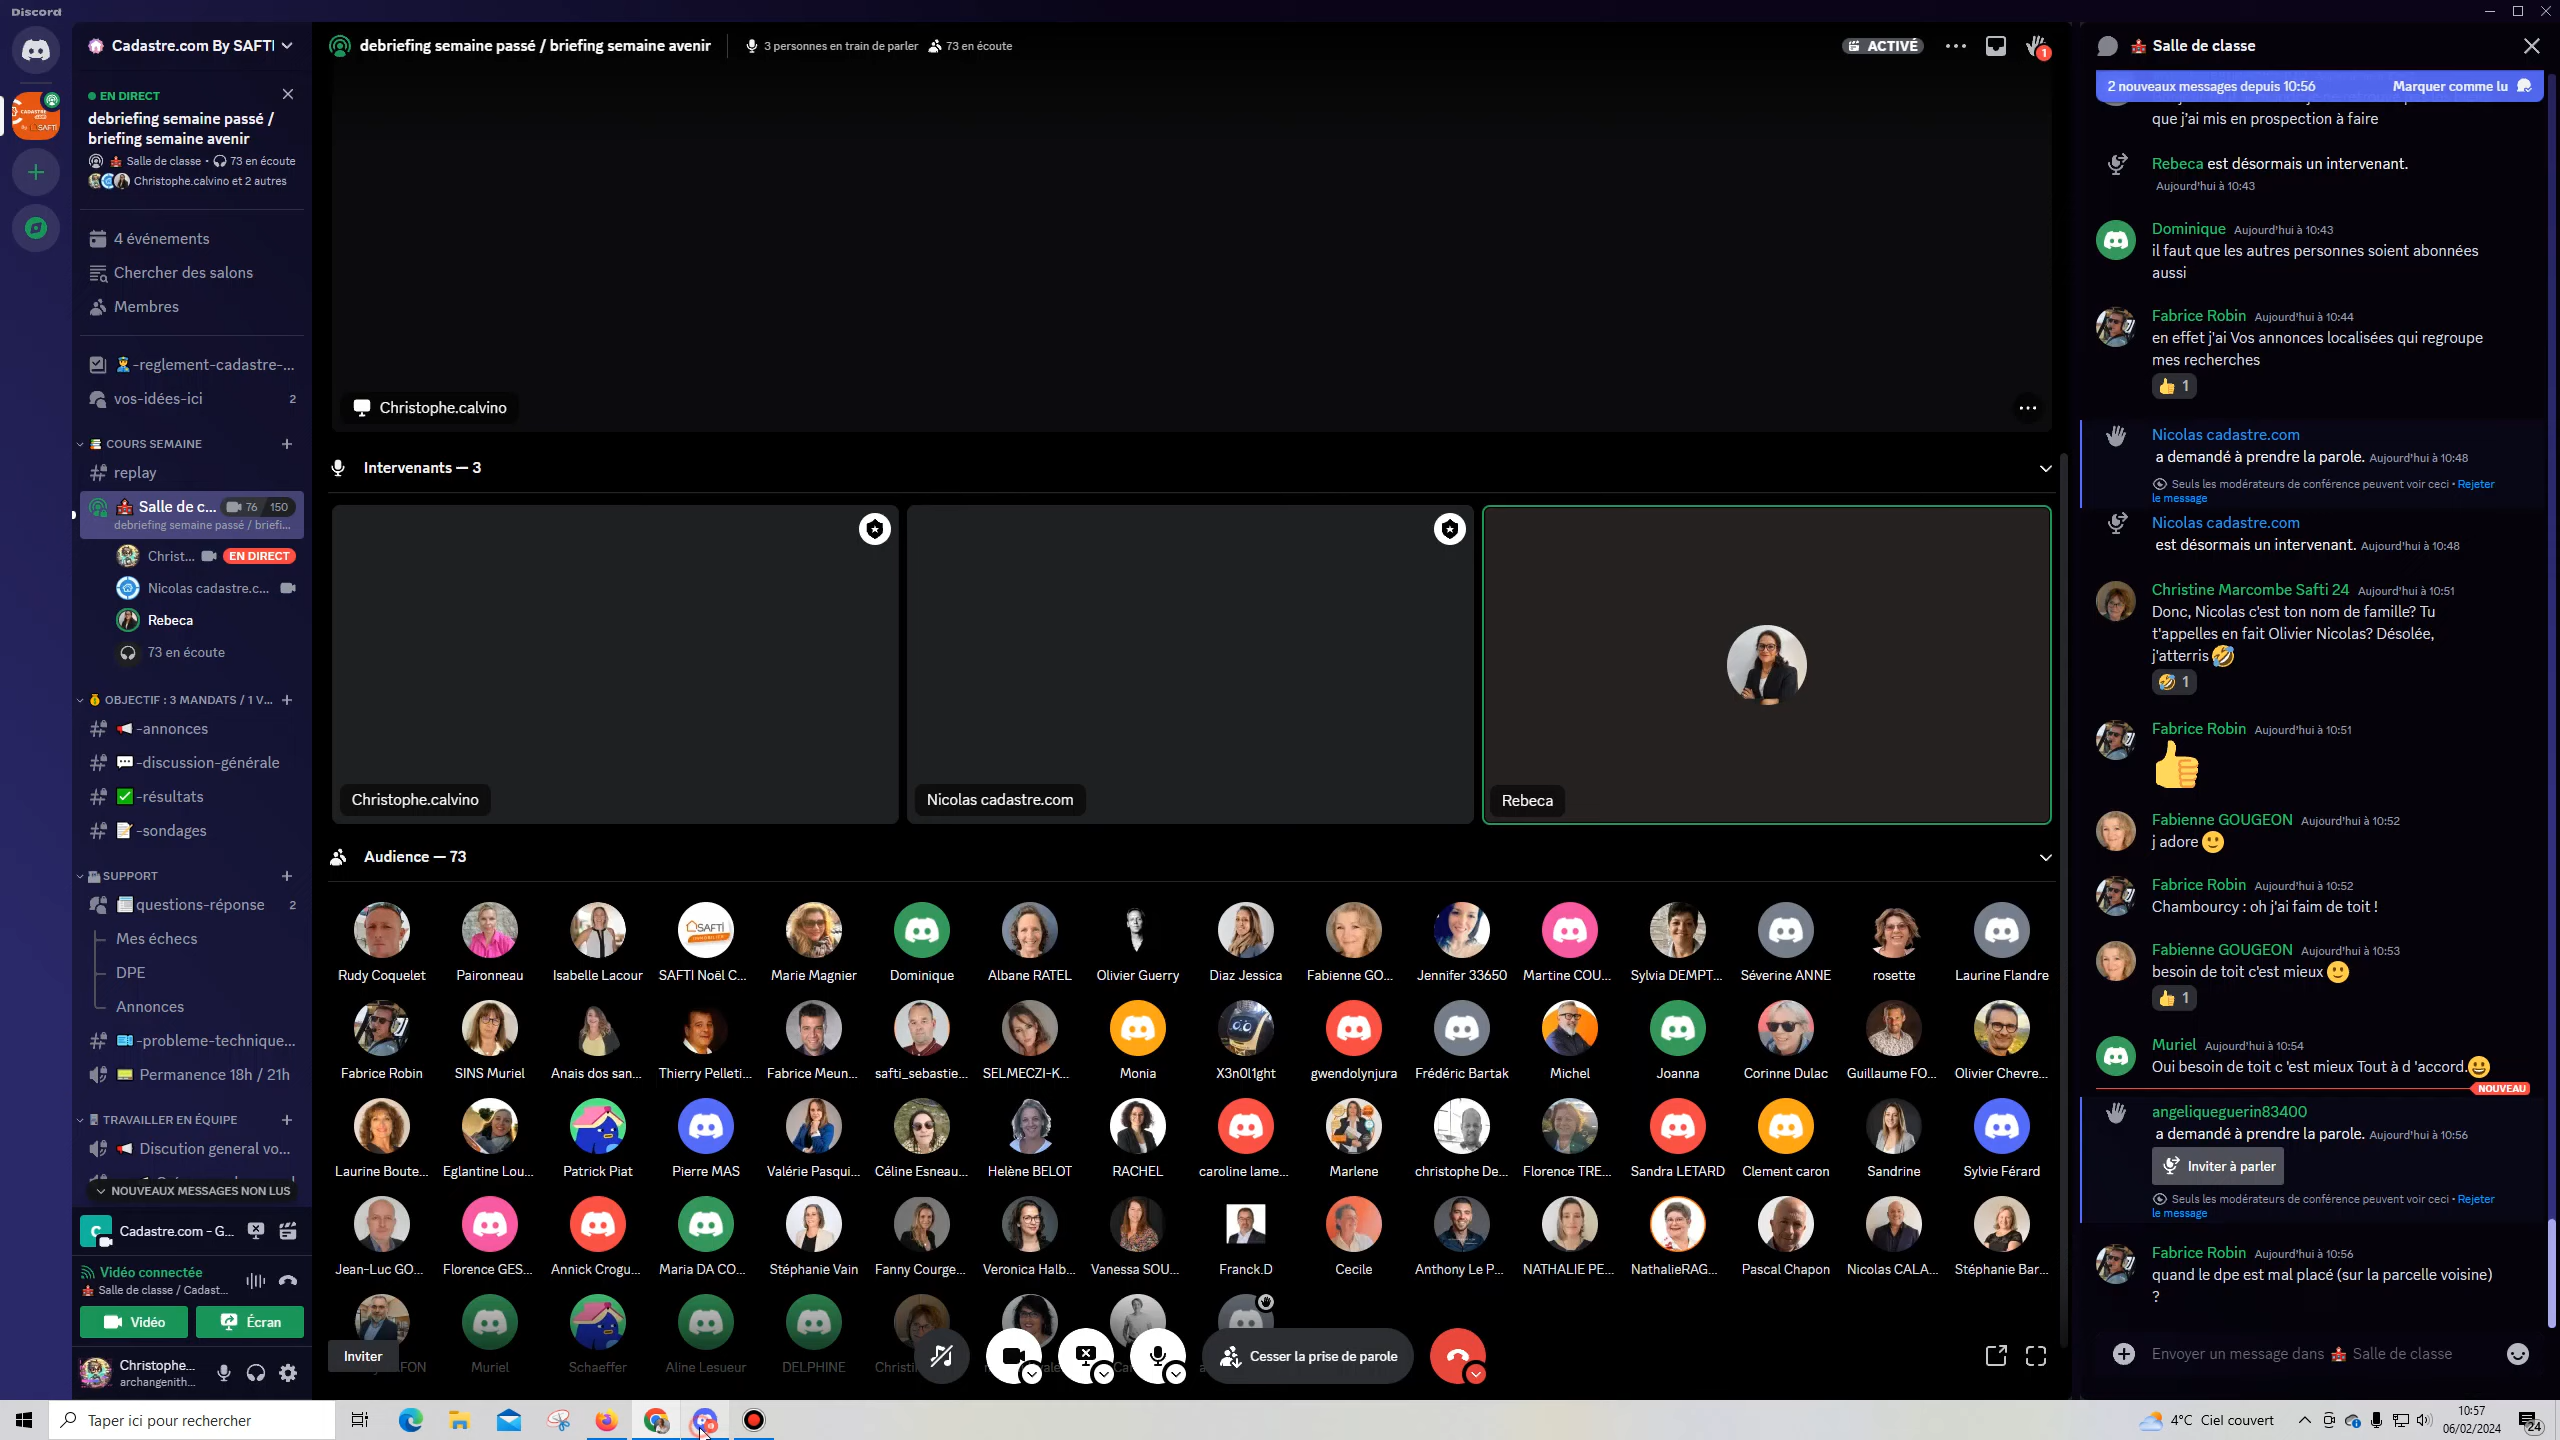 Discord
Cadastre.com By SAFTI
EN DIRECT
debriefing semaine passé /
briefing semaine avenir
Salle de classe • 73 en écoute
Christophe.calvino et 2 autres
4 événements
Chercher des salons
Membres
-reglement-cadastre-...
vos-idées-ici 2
COURS SEMAINE
replay
Salle de c... 76 150
debriefing semaine passé / briefi...
Christ... EN DIRECT
Nicolas cadastre.c...
Rebeca
73 en écoute
OBJECTIF : 3 MANDATS / 1 V...
-annonces
-discussion-générale
-résultats
-sondages
SUPPORT
questions-réponse 2
Mes échecs
DPE
Annonces
-probleme-technique...
Permanence 18h / 21h
TRAVAILLER EN ÉQUIPE
Discution general vo...
NOUVEAUX MESSAGES NON LUS
Cadastre.com - G...
Vidéo connectée
Salle de classe / Cadast...
Vidéo
Écran
Christophe...
archangenith...
debriefing semaine passé / briefing semaine avenir
3 personnes en train de parler 73 en écoute
ACTIVÉ
1
Christophe.calvino
Intervenants — 3
Christophe.calvino
Nicolas cadastre.com
Rebeca
Audience — 73
SAFTI
Rudy Coquelet Paironneau Isabelle Lacour SAFTI Noël C... Marie Magnier Dominique Albane RATEL Olivier Guerry Diaz Jessica Fabienne GO... Jennifer 33650 Martine COU... Sylvia DEMPT... Séverine ANNE rosette Laurine Flandre
Fabrice Robin SINS Muriel Anais dos san... Thierry Pelleti... Fabrice Meun... safti_sebastie... SELMECZI-K... Monia X3n0l1ght gwendolynjura Frédéric Bartak Michel Joanna Corinne Dulac Guillaume FO... Olivier Chevre...
Laurine Boute... Eglantine Lou... Patrick Piat Pierre MAS Valérie Pasqui... Céline Esneau... Helène BELOT RACHEL caroline lame... Marlene christophe De... Florence TRE... Sandra LETARD Clement caron Sandrine Sylvie Férard
Jean-Luc GO... Florence GES... Annick Crogu... Maria DA CO... Stéphanie Vain Fanny Courge... Veronica Halb... Vanessa SOU... Franck.D Cecile Anthony Le P... NATHALIE PE... NathalieRAG... Pascal Chapon Nicolas CALA... Stéphanie Bar...
Muriel Schaeffer Aline Lesueur DELPHINE
Inviter
Cesser la prise de parole
Salle de classe
2 nouveaux messages depuis 10:56 Marquer comme lu
que j'ai mis en prospection à faire
Rebeca est désormais un intervenant.
Aujourd'hui à 10:43
Dominique Aujourd'hui à 10:43
il faut que les autres personnes soient abonnées
aussi
Fabrice Robin Aujourd'hui à 10:44
en effet j'ai Vos annonces localisées qui regroupe
mes recherches
1
Nicolas cadastre.com
a demandé à prendre la parole. Aujourd'hui à 10:48
Seuls les modérateurs de conférence peuvent voir ceci • Rejeter
le message
Nicolas cadastre.com
est désormais un intervenant. Aujourd'hui à 10:48
Christine Marcombe Safti 24 Aujourd'hui à 10:51
Donc, Nicolas c'est ton nom de famille? Tu
t'appelles en fait Olivier Nicolas? Désolée,
j'atterris
1
Fabrice Robin Aujourd'hui à 10:51
Fabienne GOUGEON Aujourd'hui à 10:52
j adore
Fabrice Robin Aujourd'hui à 10:52
Chambourcy : oh j'ai faim de toit !
Fabienne GOUGEON Aujourd'hui à 10:53
besoin de toit c'est mieux
1
Muriel Aujourd'hui à 10:54
Oui besoin de toit c 'est mieux Tout à d 'accord.
NOUVEAU
angeliqueguerin83400
a demandé à prendre la parole. Aujourd'hui à 10:56
Inviter à parler
Seuls les modérateurs de conférence peuvent voir ceci • Rejeter
le message
Fabrice Robin Aujourd'hui à 10:56
quand le dpe est mal placé (sur la parcelle voisine)
?
Envoyer un message dans Salle de classe
Taper ici pour rechercher
4°C Ciel couvert
10:57
06/02/2024
24